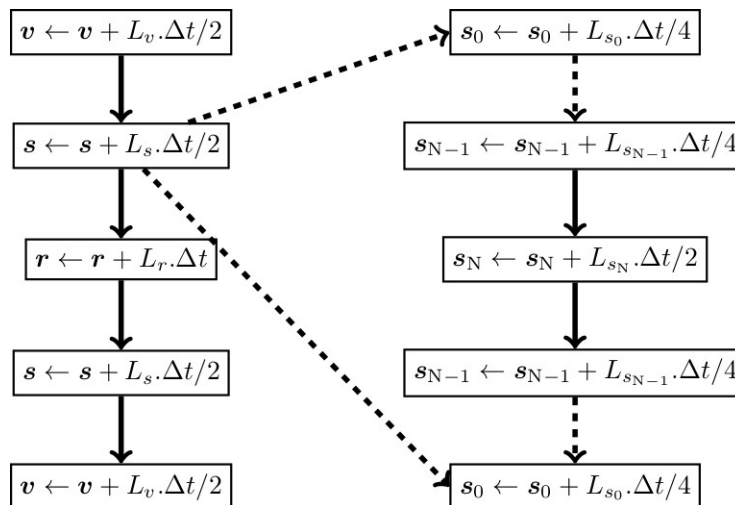 v ← v + L_v.Δt/2
s ← s + L_s.Δt/2
r ← r + L_r.Δt
s ← s + L_s.Δt/2
v ← v + L_v.Δt/2
s_0 ← s_0 + L_{s_0}.Δt/4
s_{N−1} ← s_{N−1} + L_{s_{N−1}}.Δt/4
s_N ← s_N + L_{s_N}.Δt/2
s_{N−1} ← s_{N−1} + L_{s_{N−1}}.Δt/4
s_0 ← s_0 + L_{s_0}.Δt/4